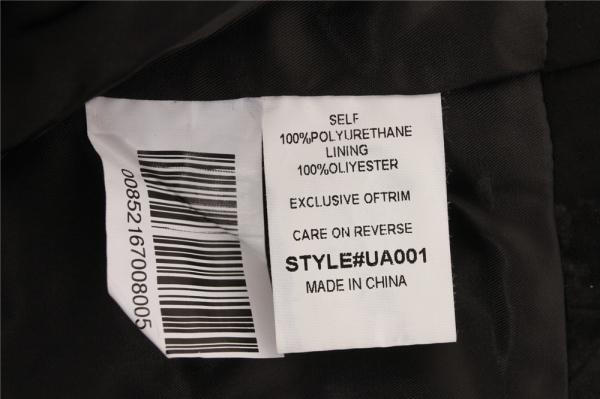 00852167008005
SELF
100%POLYURETHANE
LINING
100%OLIYESTER
EXCLUSIVE OFTRIM
CARE ON REVERSE
STYLE#UA001
MADE IN CHINA